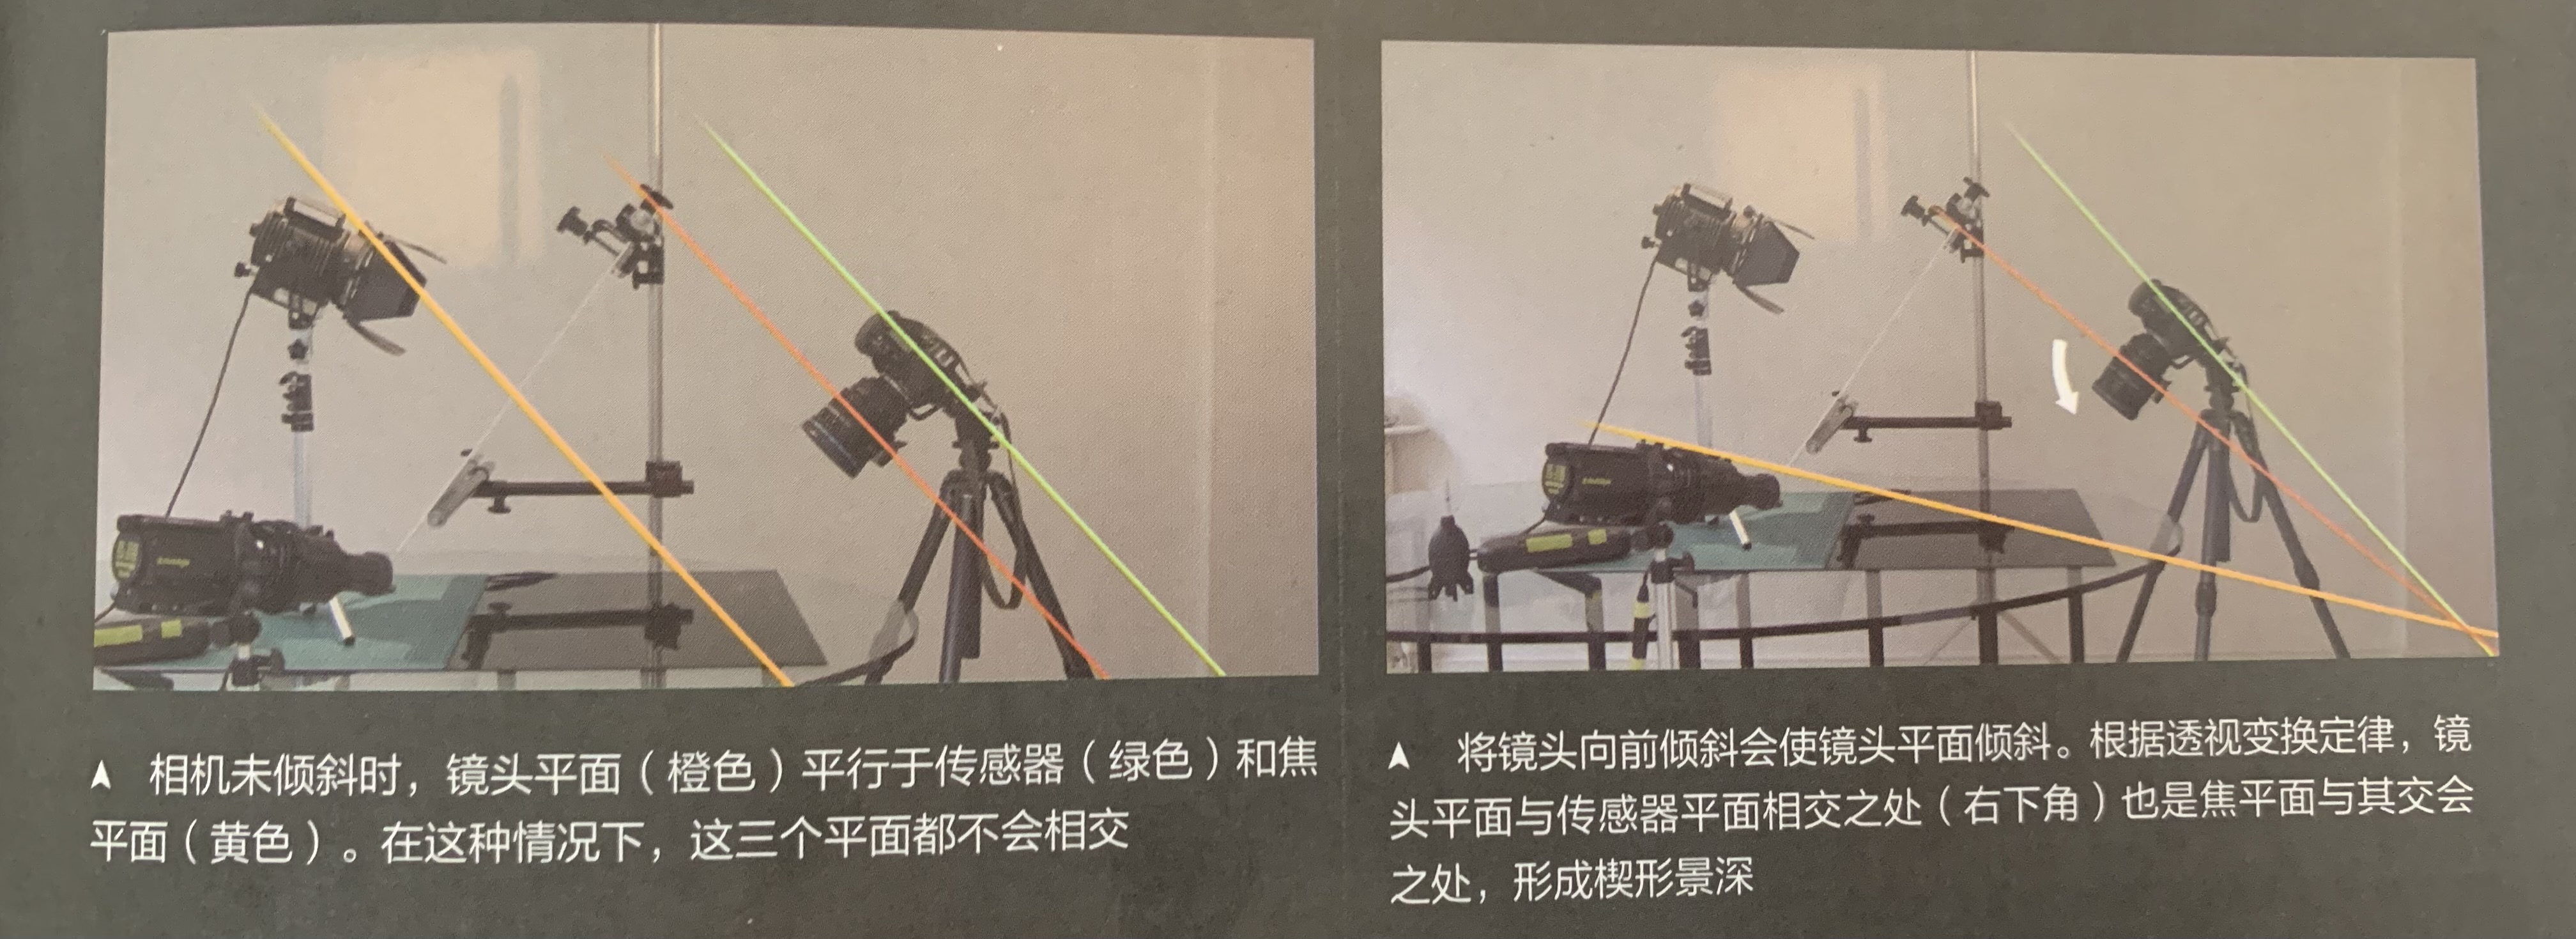 相机未倾斜时，镜头平面（橙色）平行于传感器（绿色）和焦
平面（黄色）。在这种情况下，这三个平面都不会相交
将镜头向前倾斜会使镜头平面倾斜。根据透视变换定律，镜
头平面与传感器平面相交之处（右下角）也是焦平面与其交会
之处，形成楔形景深